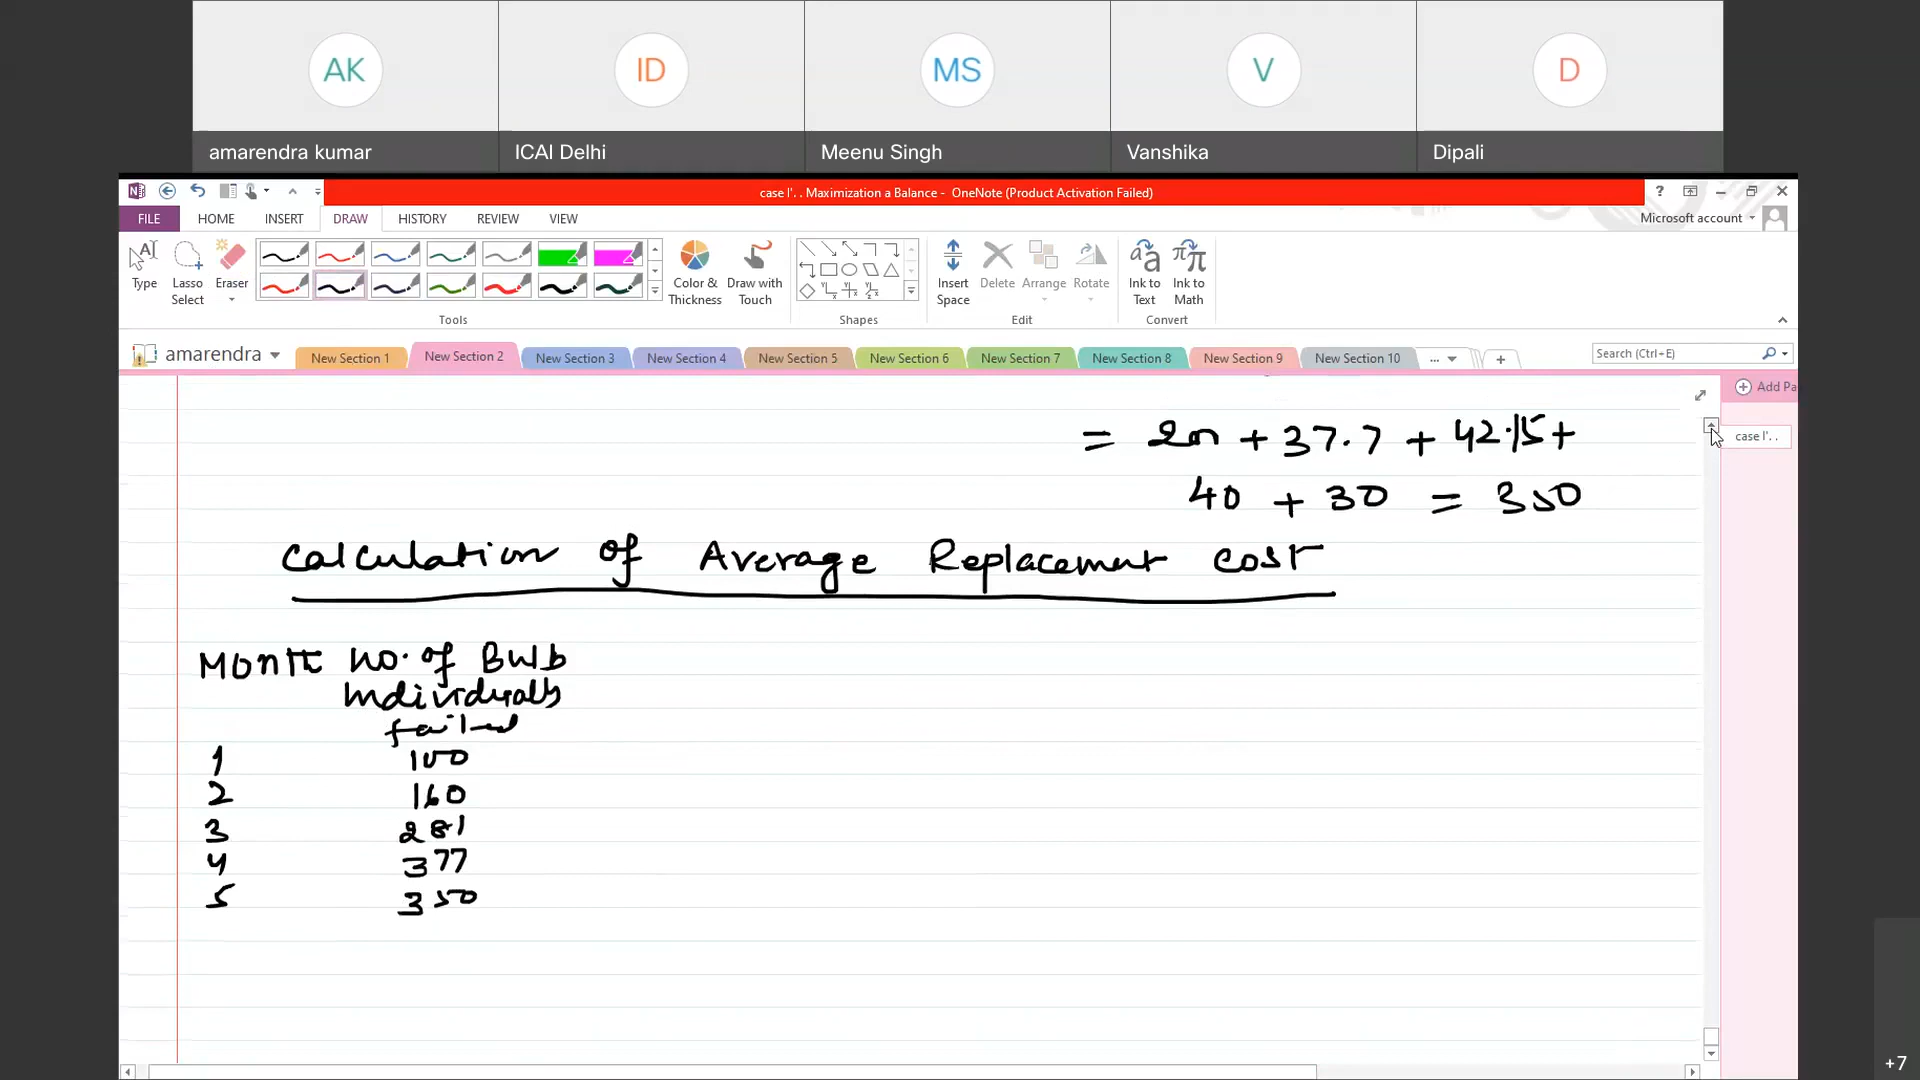 AK ID MS V D
amarendra kumar ICAI Delhi Meenu Singh Vanshika Dipali
case I'. . Maximization a Balance - OneNote (Product Activation Failed) ?
FILE HOME INSERT DRAW HISTORY REVIEW VIEW Microsoft account
Type Lasso Select Eraser Color & Thickness Draw with Touch Insert Space Delete Arrange Rotate Ink to Text Ink to Math
Tools Shapes Edit Convert
amarendra New Section 1 New Section 2 New Section 3 New Section 4 New Section 5 New Section 6 New Section 7 New Section 8 New Section 9 New Section 10 ... Search (Ctrl+E)
Add Pa
case I'. .
= 200 + 37.7 + 42.15 +
40 + 30 = 350
Calculation of Average Replacement cost
Month No. of Bulb
individually
failed
1 100
2 160
3 281
4 377
5 350
+7